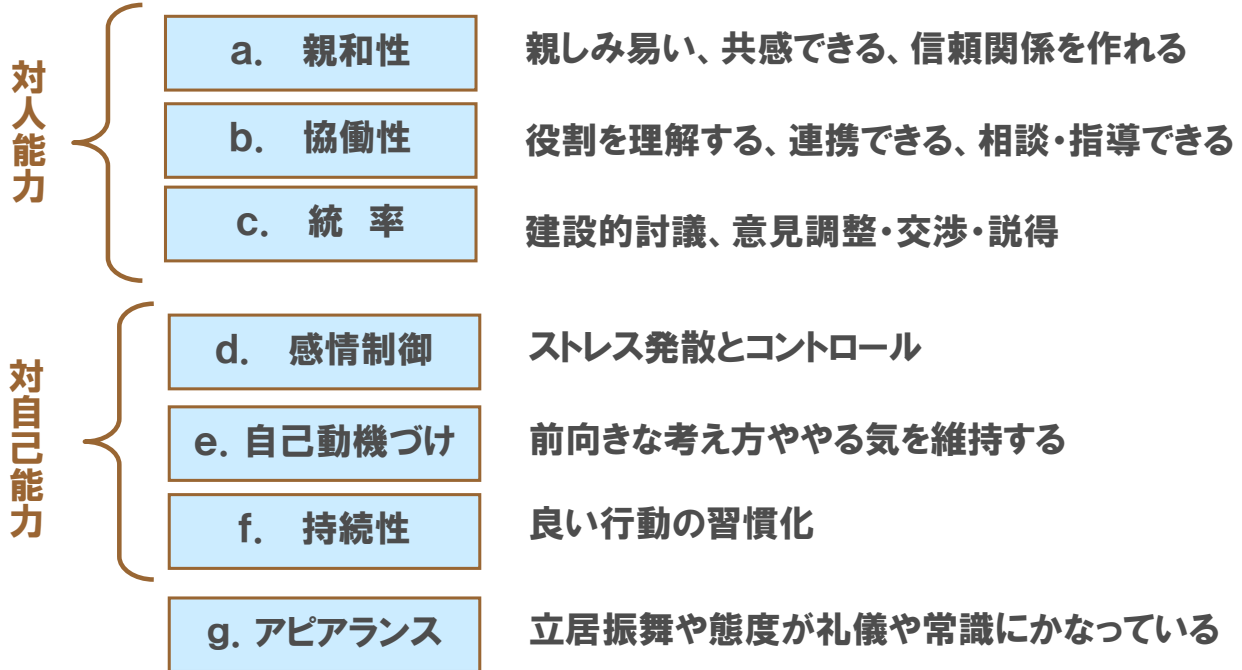 対人能力
a. 親和性 親しみ易い、共感できる、信頼関係を作れる
b. 協働性 役割を理解する、連携できる、相談・指導できる
c. 統 率 建設的討議、意見調整・交渉・説得
対自己能力
d. 感情制御 ストレス発散とコントロール
e. 自己動機づけ 前向きな考え方ややる気を維持する
f. 持続性 良い行動の習慣化
g. アピアランス 立居振舞や態度が礼儀や常識にかなっている